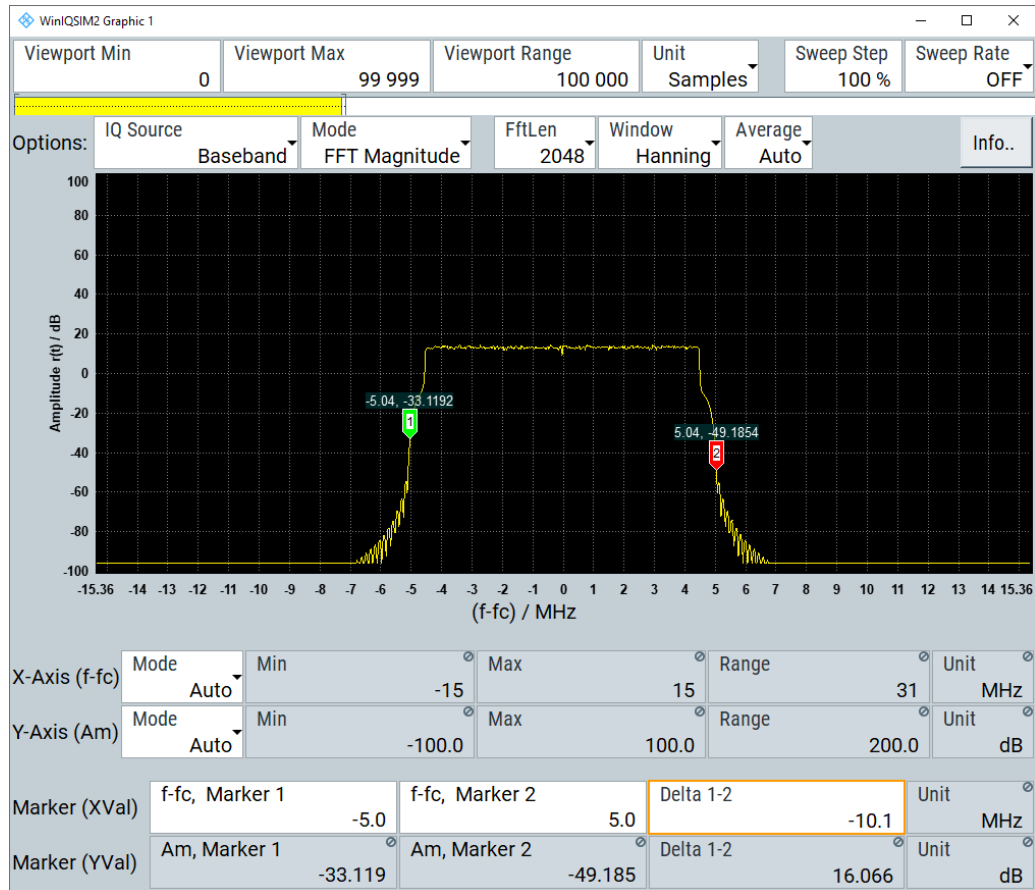 WinIQSIM2 Graphic 1
Viewport Min
0
Viewport Max
99 999
Viewport Range
100 000
Unit
Samples
Sweep Step
100 %
Sweep Rate
OFF
Options:
IQ Source
Baseband
Mode
FFT Magnitude
FftLen
2048
Window
Hanning
Average
Auto
Info..
Amplitude r(t) / dB
100
80
60
40
20
0
-20
-40
-60
-80
-100
-5.04, -33.1192
1
5.04, -49.1854
2
-15.36 -14 -13 -12 -11 -10 -9 -8 -7 -6 -5 -4 -3 -2 -1 0 1 2 3 4 5 6 7 8 9 10 11 12 13 14 15.36
(f-fc) / MHz
X-Axis (f-fc)
Mode
Auto
Min
-15
Max
15
Range
31
Unit
MHz
Y-Axis (Am)
Mode
Auto
Min
-100.0
Max
100.0
Range
200.0
Unit
dB
Marker (XVal)
f-fc, Marker 1
-5.0
f-fc, Marker 2
5.0
Delta 1-2
-10.1
Unit
MHz
Marker (YVal)
Am, Marker 1
-33.119
Am, Marker 2
-49.185
Delta 1-2
16.066
Unit
dB